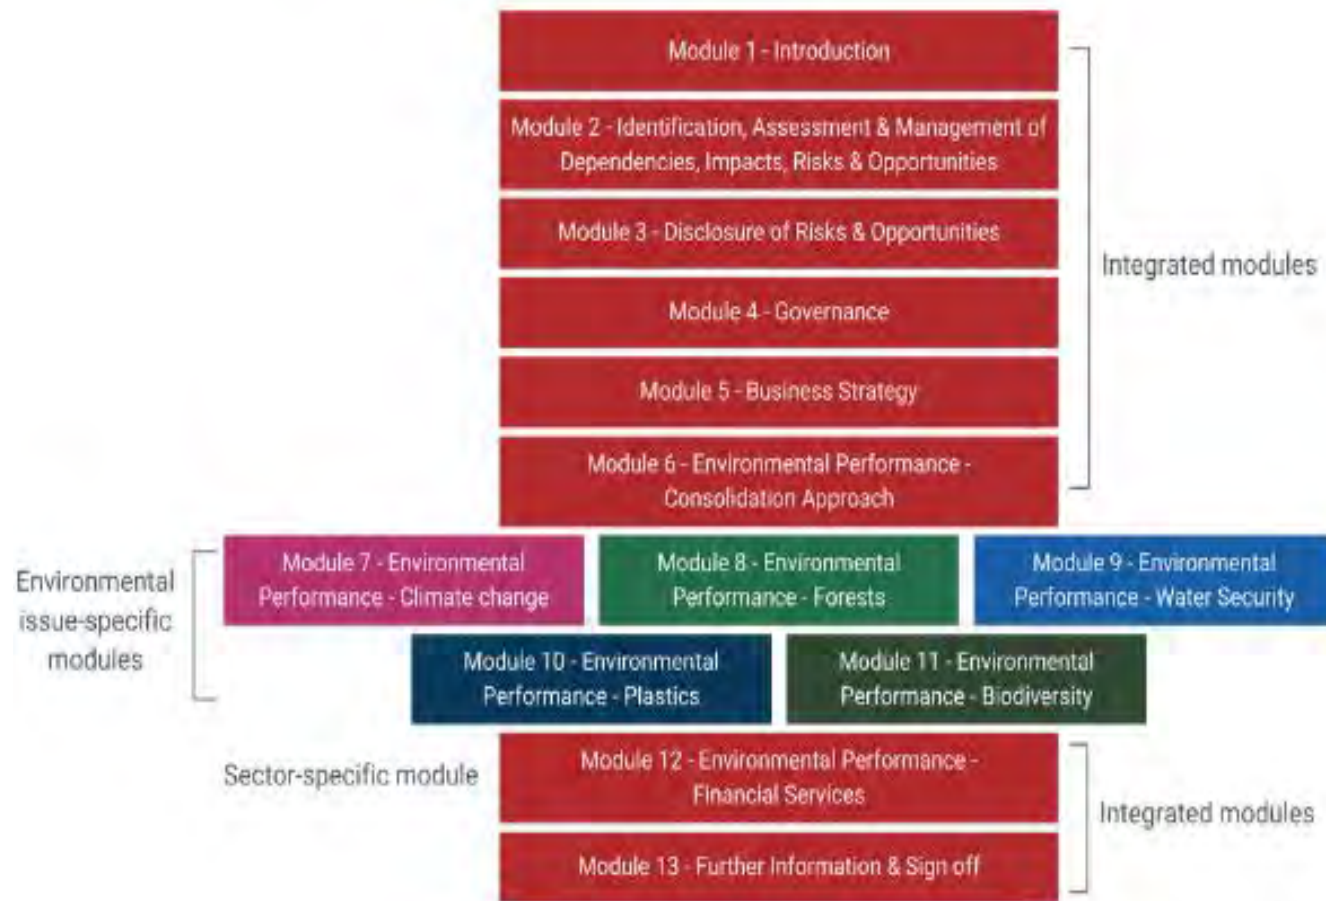 Module 1 - Introduction
Module 2 - Identification, Assessment & Management of
Dependencies, Impacts, Risks & Opportunities
Module 3 - Disclosure of Risks & Opportunities
Integrated modules
Module 4 - Governance
Module 5 - Business Strategy
Module 6 - Environmental Performance -
Consolidation Approach
Environmental
issue-specific
modules
Module 7 - Environmental
Performance - Climate change
Module 8 - Environmental
Performance - Forests
Module 9 - Environmental
Performance - Water Security
Module 10 - Environmental
Performance - Plastics
Module 11 - Environmental
Performance - Biodiversity
Sector-specific module
Module 12 - Environmental Performance -
Financial Services
Integrated modules
Module 13 - Further Information & Sign off